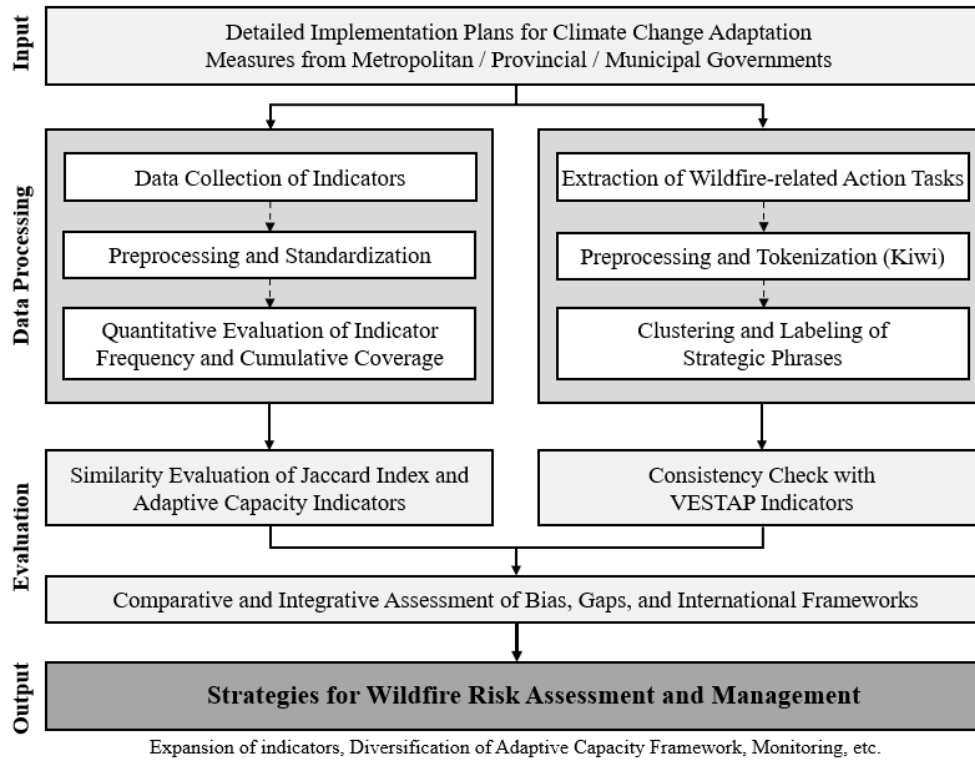 Input
Detailed Implementation Plans for Climate Change Adaptation
Measures from Metropolitan / Provincial / Municipal Governments
Data Processing
Data Collection of Indicators
Preprocessing and Standardization
Quantitative Evaluation of Indicator
Frequency and Cumulative Coverage
Extraction of Wildfire-related Action Tasks
Preprocessing and Tokenization (Kiwi)
Clustering and Labeling of
Strategic Phrases
Evaluation
Similarity Evaluation of Jaccard Index and
Adaptive Capacity Indicators
Consistency Check with
VESTAP Indicators
Comparative and Integrative Assessment of Bias, Gaps, and International Frameworks
Output
Strategies for Wildfire Risk Assessment and Management
Expansion of indicators, Diversification of Adaptive Capacity Framework, Monitoring, etc.